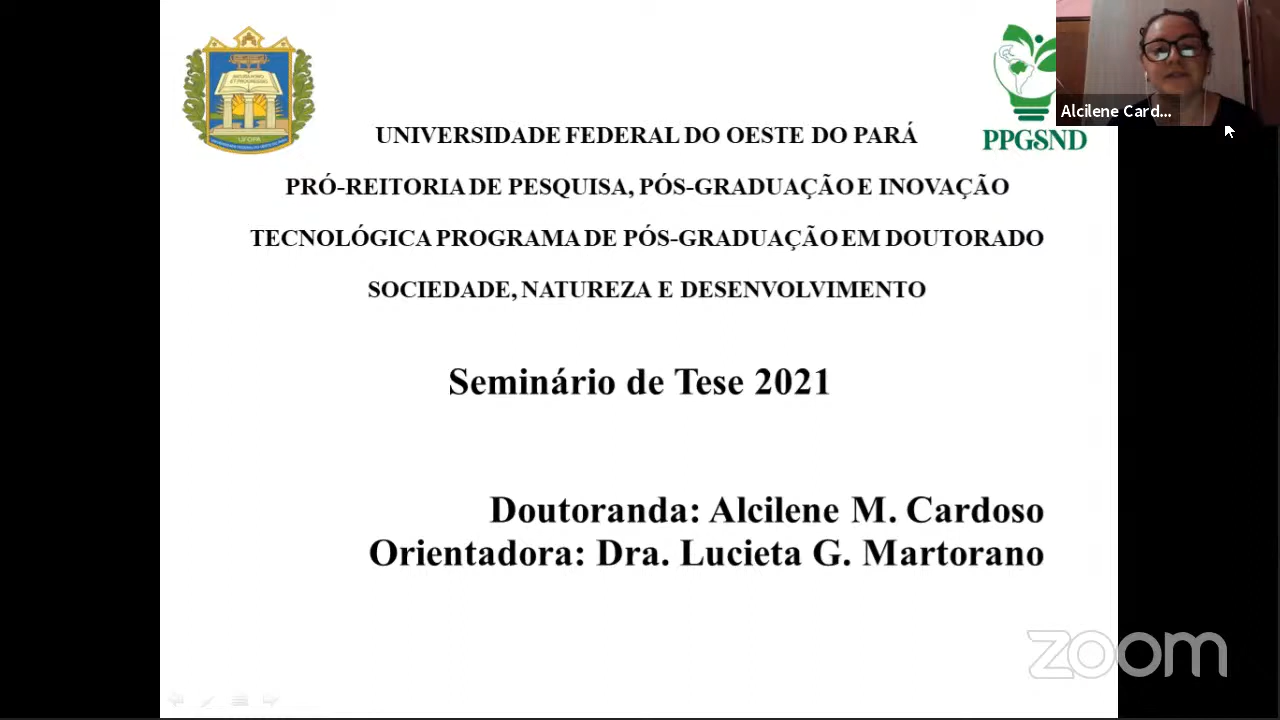 UNIVERSIDADE FEDERAL DO OESTE DO PARÁ
PRÓ-REITORIA DE PESQUISA, PÓS-GRADUAÇÃO E INOVAÇÃO
TECNOLÓGICA PROGRAMA DE PÓS-GRADUAÇÃO EM DOUTORADO
SOCIEDADE, NATUREZA E DESENVOLVIMENTO
PPGSND
Alcilene Card...
Seminário de Tese 2021
Doutoranda: Alcilene M. Cardoso
Orientadora: Dra. Lucieta G. Martorano
UFOPA
zoom